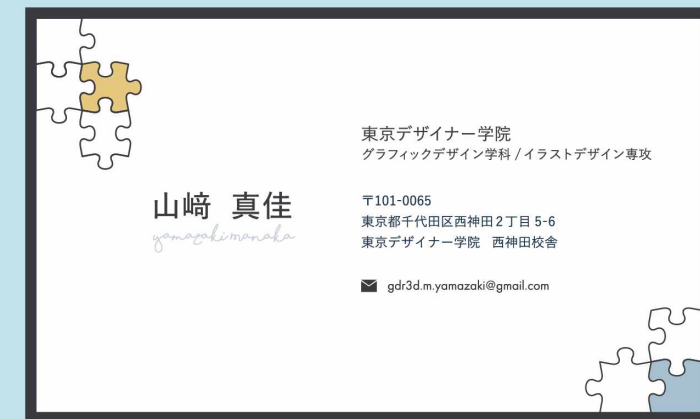 山﨑 真佳
yamazaki manaka
東京デザイナー学院
グラフィックデザイン学科 / イラストデザイン専攻
〒101-0065
東京都千代田区西神田2丁目 5-6
東京デザイナー学院 西神田校舎
gdr3d.m.yamazaki@gmail.com